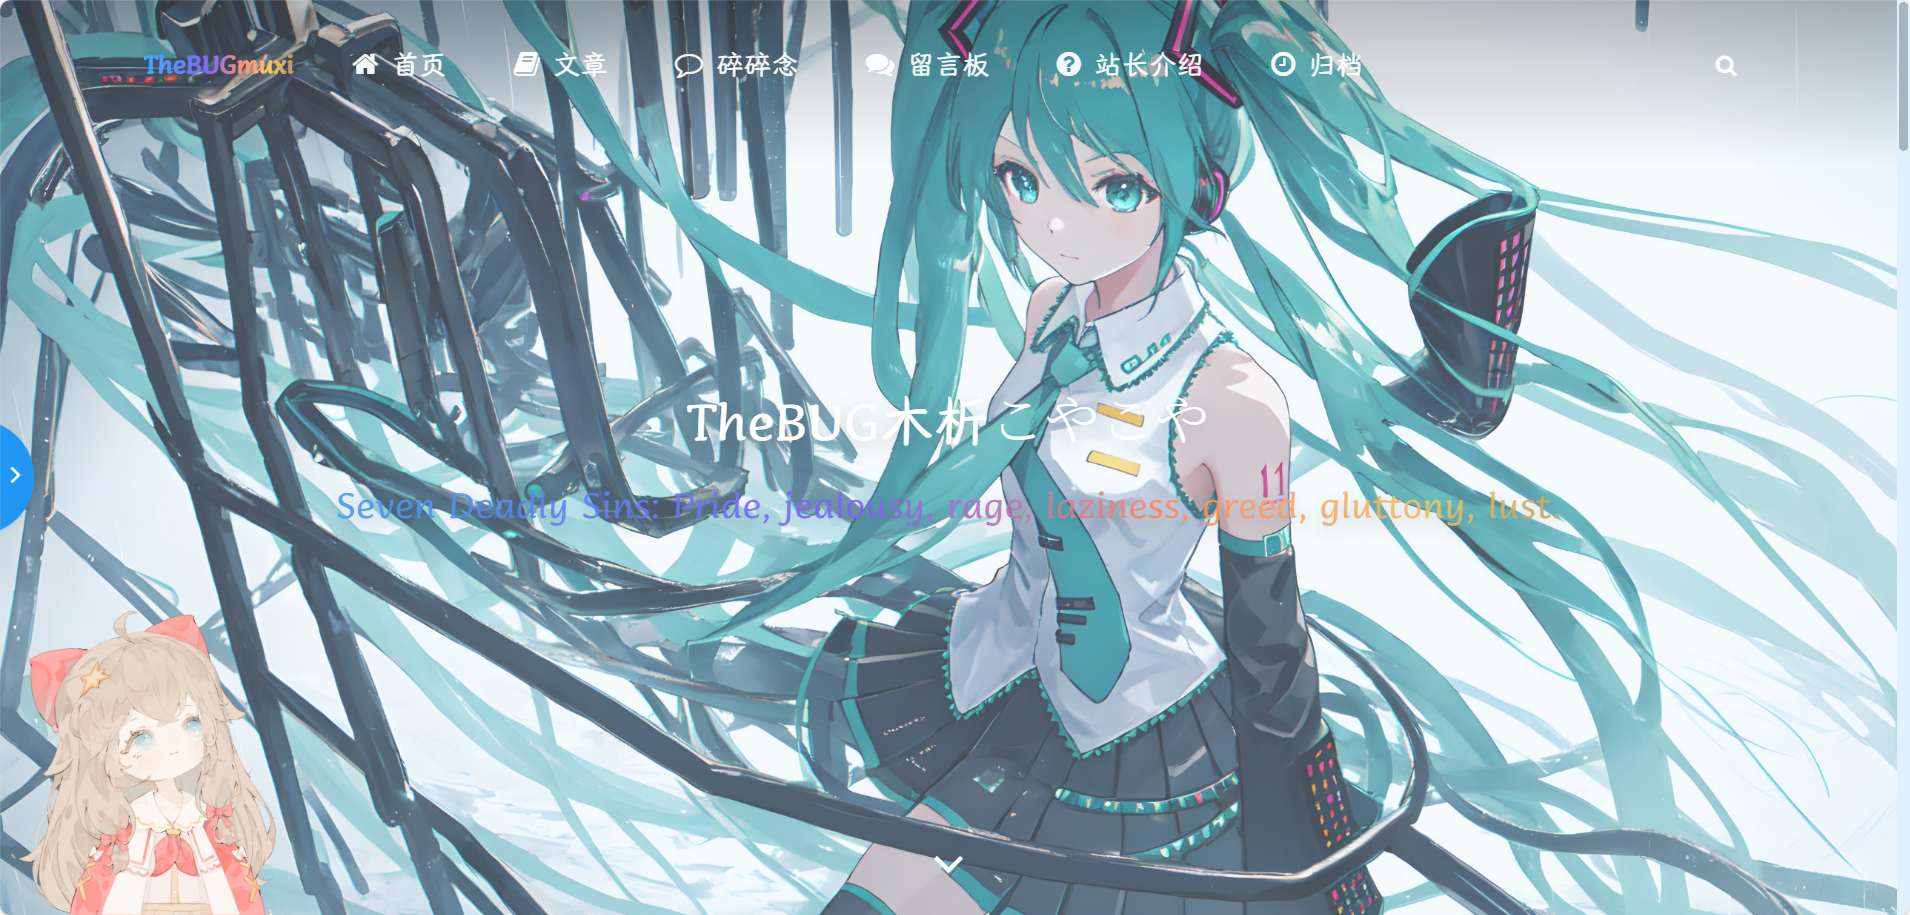 TheBUGmuxi 首页 文章 碎碎念 留言板 站长介绍 归档
TheBUG木析こやこや
Seven Deadly Sins: Pride, jealousy, rage, laziness, greed, gluttony, lust.
11